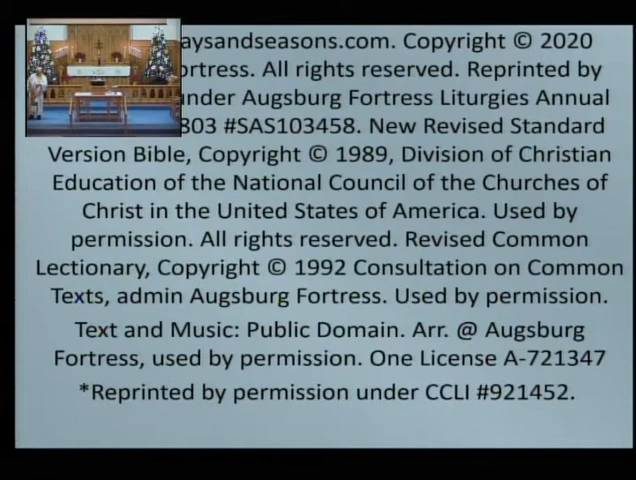 aysandseasons.com. Copyright © 2020
ortress. All rights reserved. Reprinted by
nder Augsburg Fortress Liturgies Annual
803 #SAS103458. New Revised Standard
Version Bible, Copyright © 1989, Division of Christian
Education of the National Council of the Churches of
Christ in the United States of America. Used by
permission. All rights reserved. Revised Common
Lectionary, Copyright © 1992 Consultation on Common
Texts, admin Augsburg Fortress. Used by permission.
Text and Music: Public Domain. Arr. @ Augsburg
Fortress, used by permission. One License A-721347
*Reprinted by permission under CCLI #921452.